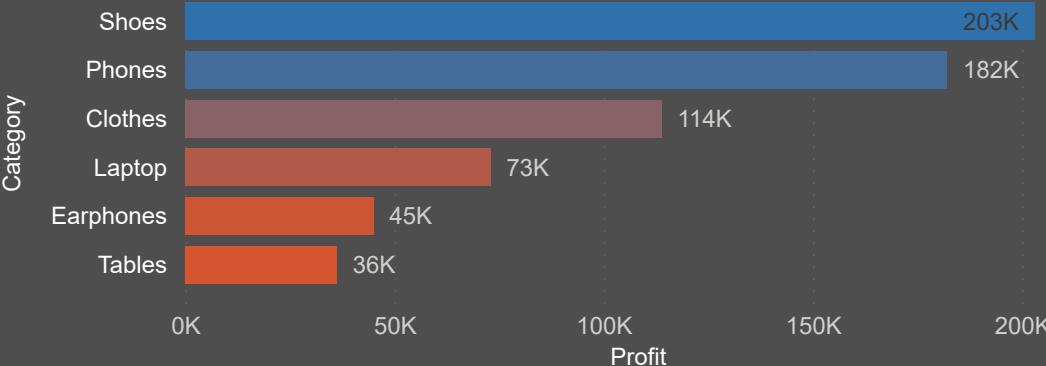 Category
Shoes 203K
Phones 182K
Clothes 114K
Laptop 73K
Earphones 45K
Tables 36K
0K 50K 100K 150K 200K
Profit